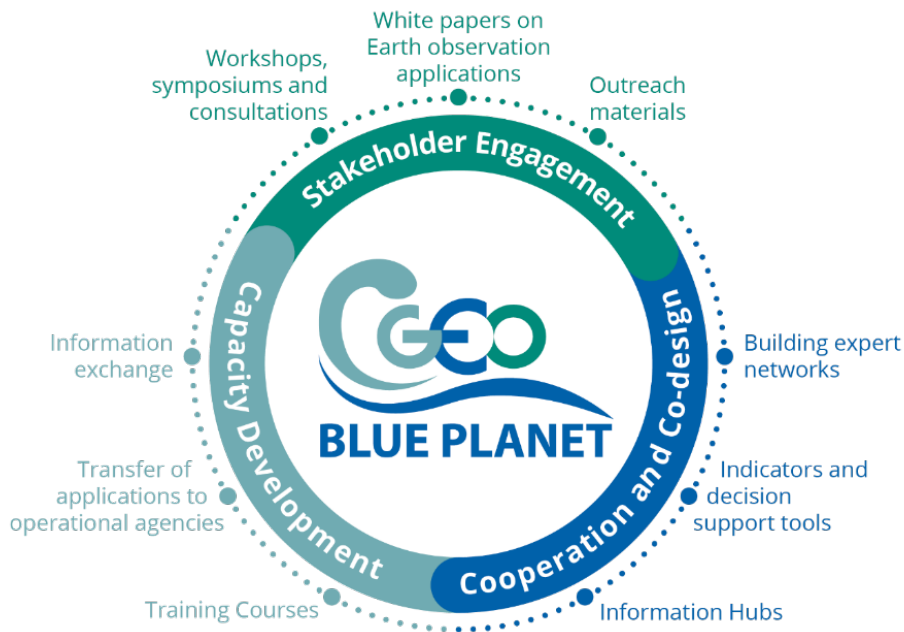 White papers on
Earth observation
applications
Workshops,
symposiums and
consultations
Outreach
materials
Stakeholder Engagement
Capacity Development
Cooperation and Co-design
GEO
BLUE PLANET
Information
exchange
Building expert
networks
Transfer of
applications to
operational agencies
Indicators and
decision
support tools
Training Courses
Information Hubs